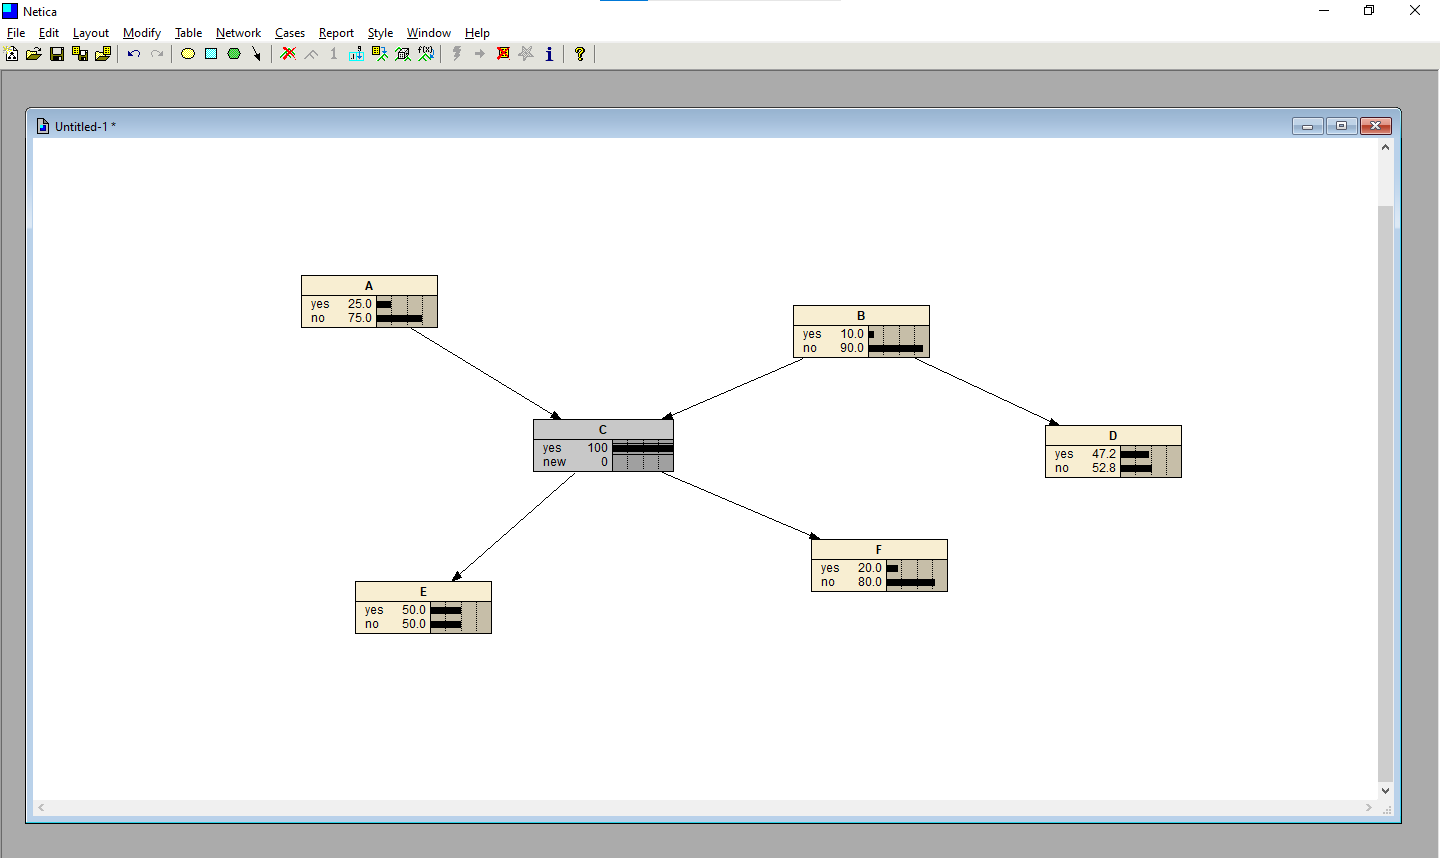 Netica
File Edit Layout Modify Table Network Cases Report Style Window Help
1 f(x) i ?
Untitled-1 *
A
yes 25.0
no 75.0
B
yes 10.0
no 90.0
C
yes 100
new 0
D
yes 47.2
no 52.8
F
yes 20.0
no 80.0
E
yes 50.0
no 50.0